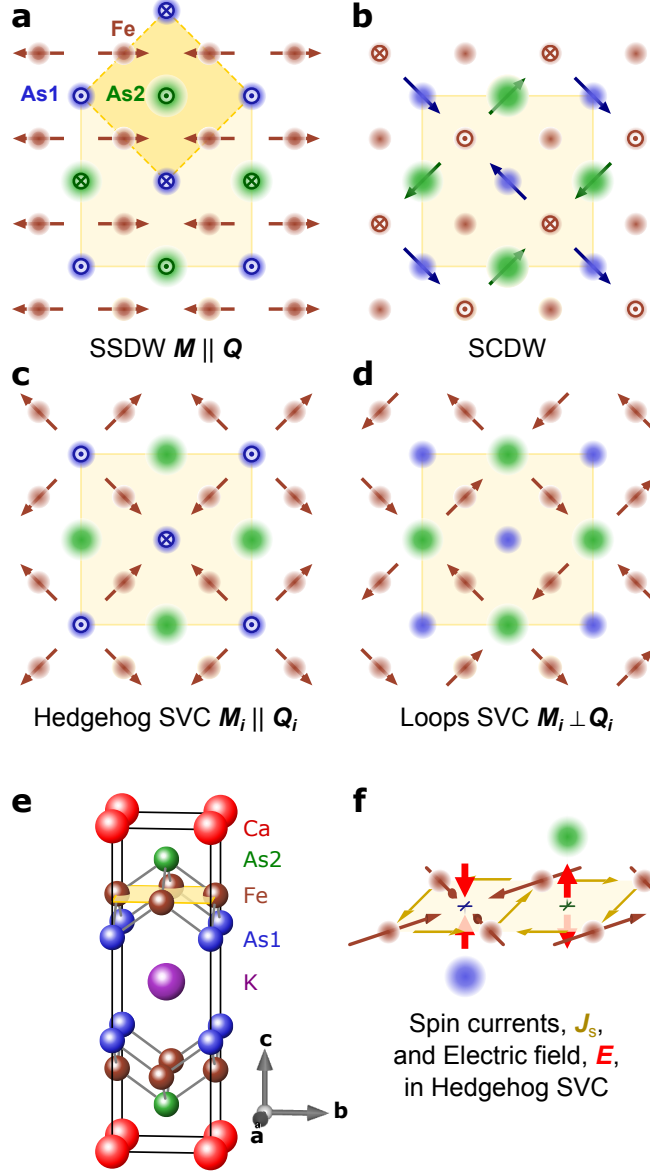 a
Fe
As1
As2
SSDW M || Q
b
SCDW
c
Hedgehog SVC Mi || Qi
d
Loops SVC Mi ⊥ Qi
e
Ca
As2
Fe
As1
K
c
b
a
a
f
Spin currents, Js,
and Electric field, E,
in Hedgehog SVC